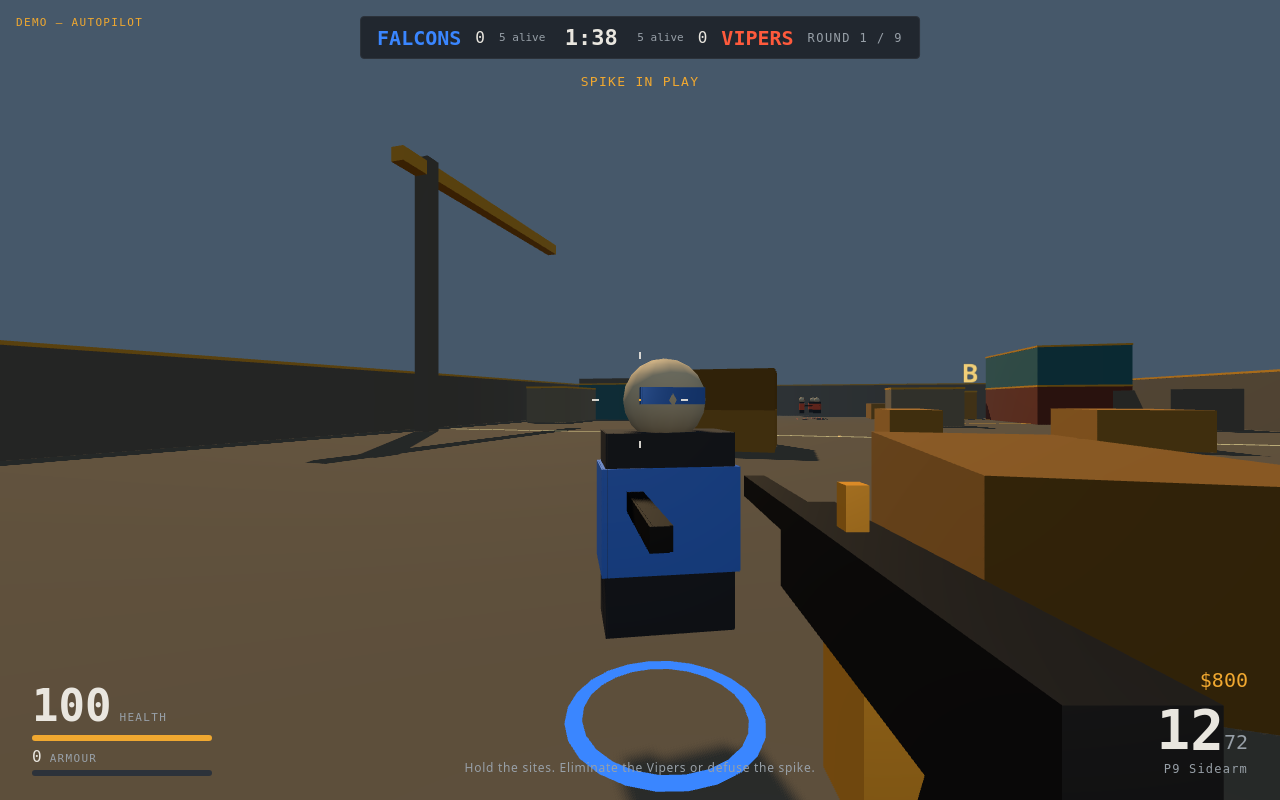 DEMO — AUTOPILOT
FALCONS 0 5 alive 1:38 5 alive 0 VIPERS ROUND 1 / 9
SPIKE IN PLAY
B
100 HEALTH
0 ARMOUR
Hold the sites. Eliminate the Vipers or defuse the spike.
$800
12 72
P9 Sidearm